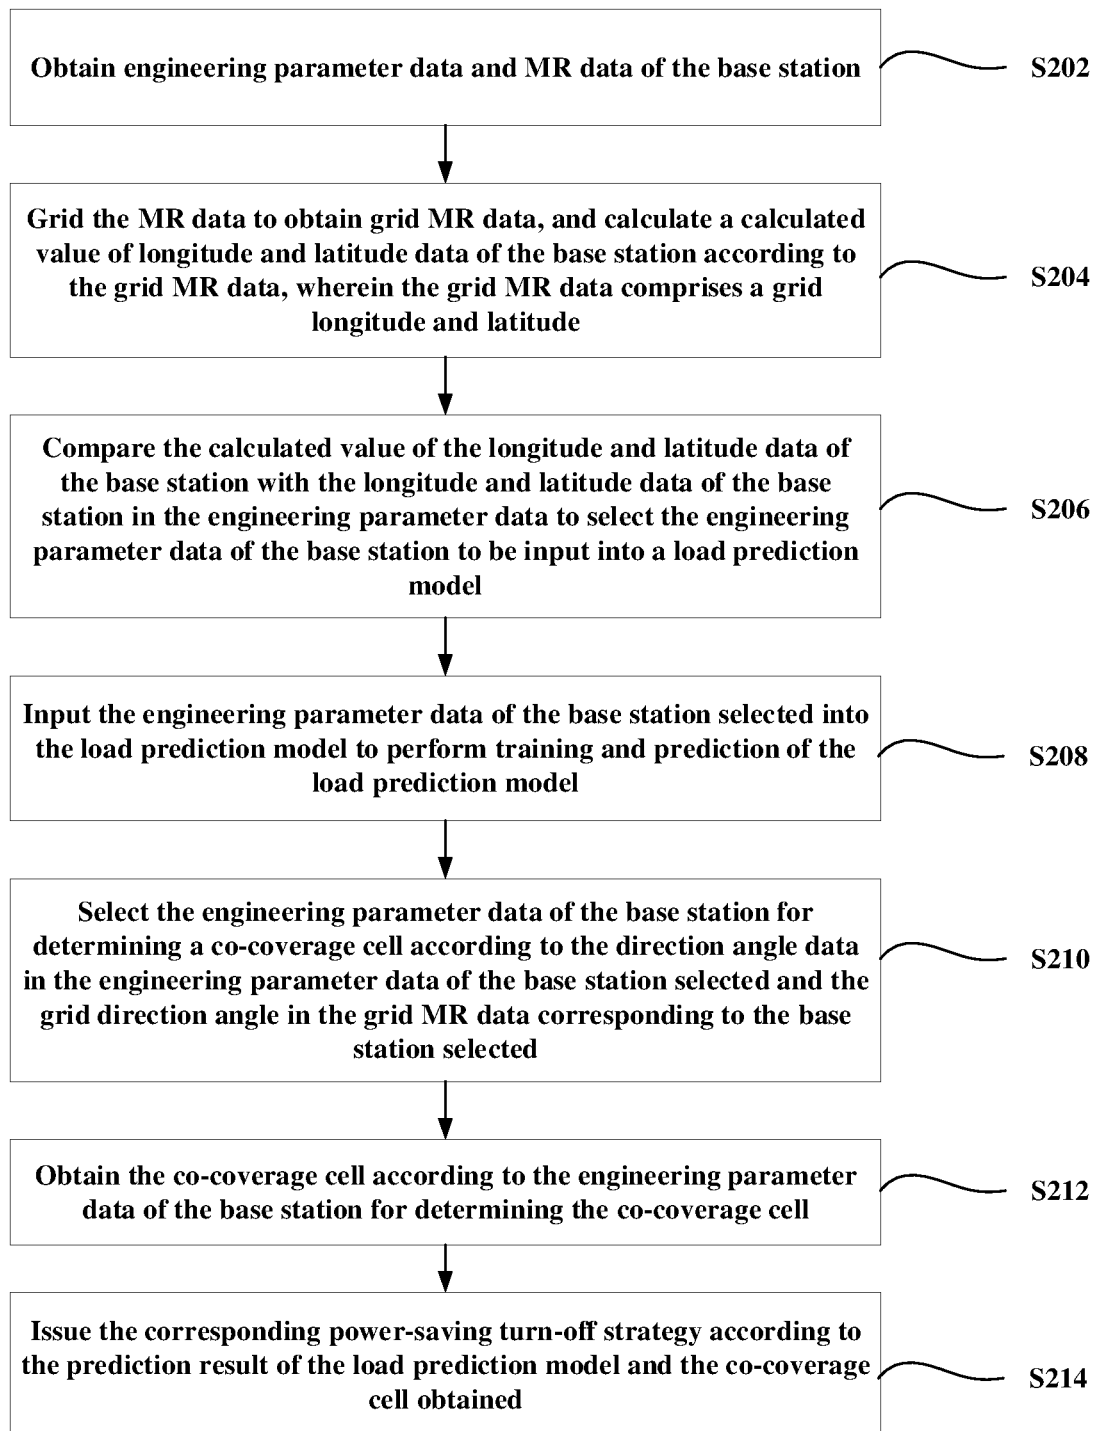 Obtain engineering parameter data and MR data of the base station
S202
Grid the MR data to obtain grid MR data, and calculate a calculated
value of longitude and latitude data of the base station according to
the grid MR data, wherein the grid MR data comprises a grid
longitude and latitude
S204
Compare the calculated value of the longitude and latitude data of
the base station with the longitude and latitude data of the base
station in the engineering parameter data to select the engineering
parameter data of the base station to be input into a load prediction
model
S206
Input the engineering parameter data of the base station selected into
the load prediction model to perform training and prediction of the
load prediction model
S208
Select the engineering parameter data of the base station for
determining a co-coverage cell according to the direction angle data
in the engineering parameter data of the base station selected and the
grid direction angle in the grid MR data corresponding to the base
station selected
S210
Obtain the co-coverage cell according to the engineering parameter
data of the base station for determining the co-coverage cell
S212
Issue the corresponding power-saving turn-off strategy according to
the prediction result of the load prediction model and the co-coverage
cell obtained
S214